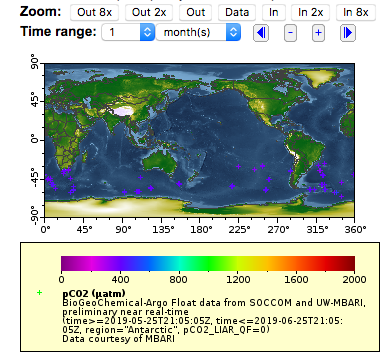 Zoom: Out 8x Out 2x Out Data In In 2x In 8x
Time range: 1 month(s) - +
90°
45°
0°
-45°
-90°
0° 45° 90° 135° 180° 225° 270° 315° 360°
0 400 800 1200 1600 2000
+ pCO2 (µatm)
BioGeoChemical-Argo Float data from SOCCOM and UW-MBARI,
preliminary near real-time
(time>=2019-05-25T21:05:05Z, time<=2019-06-25T21:05:
05Z, region="Antarctic", pCO2_LIAR_QF=0)
Data courtesy of MBARI